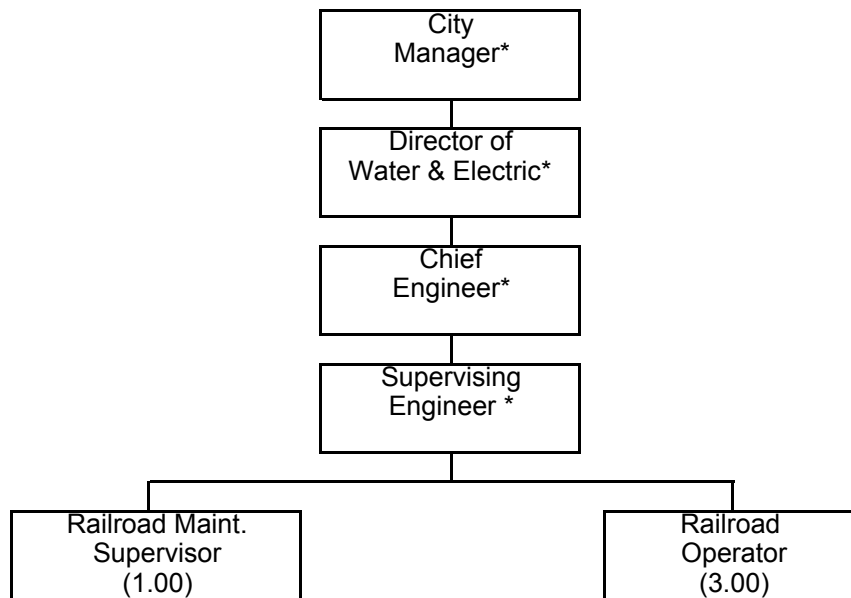 City
Manager*
Director of
Water & Electric*
Chief
Engineer*
Supervising
Engineer *
Railroad Maint.
Supervisor
(1.00)
Railroad
Operator
(3.00)